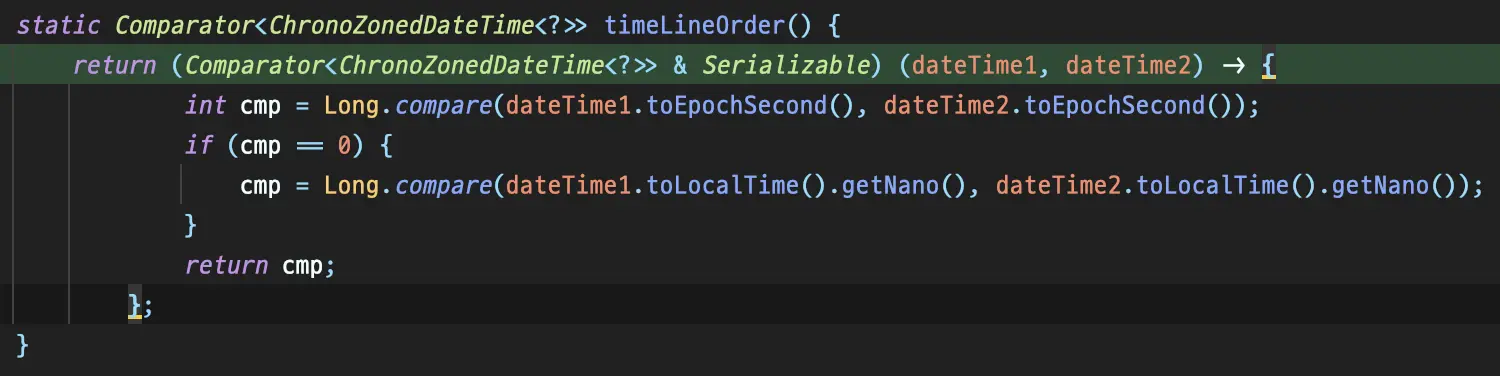 static Comparator<ChronoZonedDateTime<?>> timeLineOrder() {
    return (Comparator<ChronoZonedDateTime<?>> & Serializable) (dateTime1, dateTime2) -> {
            int cmp = Long.compare(dateTime1.toEpochSecond(), dateTime2.toEpochSecond());
            if (cmp == 0) {
                cmp = Long.compare(dateTime1.toLocalTime().getNano(), dateTime2.toLocalTime().getNano());
            }
            return cmp;
        };
}